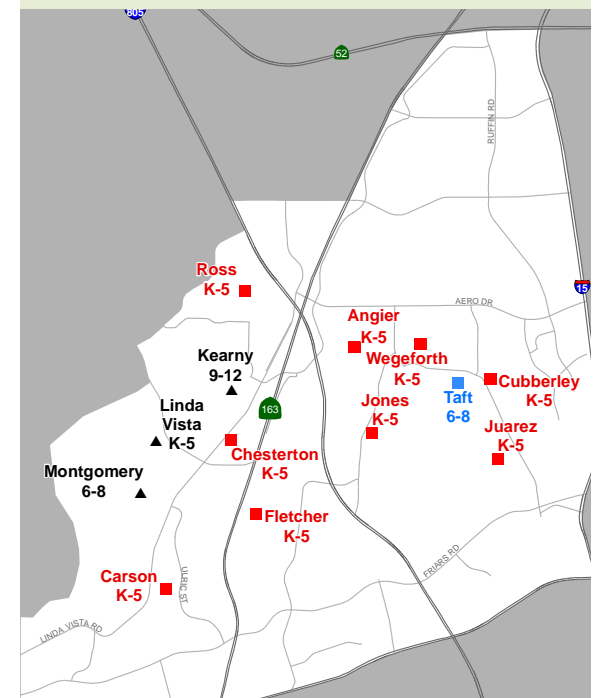 805
52
RUFFIN RD
Ross
K-5
15
AERO DR
Angier
K-5
Kearny
9-12
Wegeforth
K-5
Cubberley
K-5
Taft
6-8
Linda
Vista
K-5
163
Jones
K-5
Chesterton
K-5
Juarez
K-5
Montgomery
6-8
Fletcher
K-5
FRIARS RD
Carson
K-5
ULRIC ST
LINDA VISTA RD